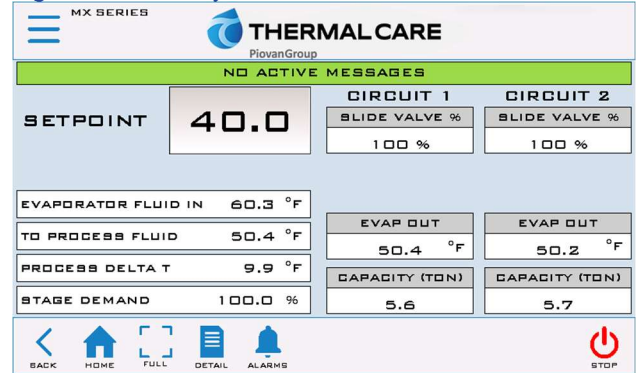 MX SERIES
THERMALCARE
PiovanGroup
NO ACTIVE MESSAGES
SETPOINT 40.0
CIRCUIT 1 CIRCUIT 2
SLIDE VALVE % SLIDE VALVE %
100 % 100 %
EVAPORATOR FLUID IN 60.3 °F
TO PROCESS FLUID 50.4 °F
PROCESS DELTA T 9.9 °F
STAGE DEMAND 100.0 %
EVAP OUT EVAP OUT
50.4 °F 50.2 °F
CAPACITY (TON) CAPACITY (TON)
5.6 5.7
BACK HOME FULL DETAIL ALARMS STOP